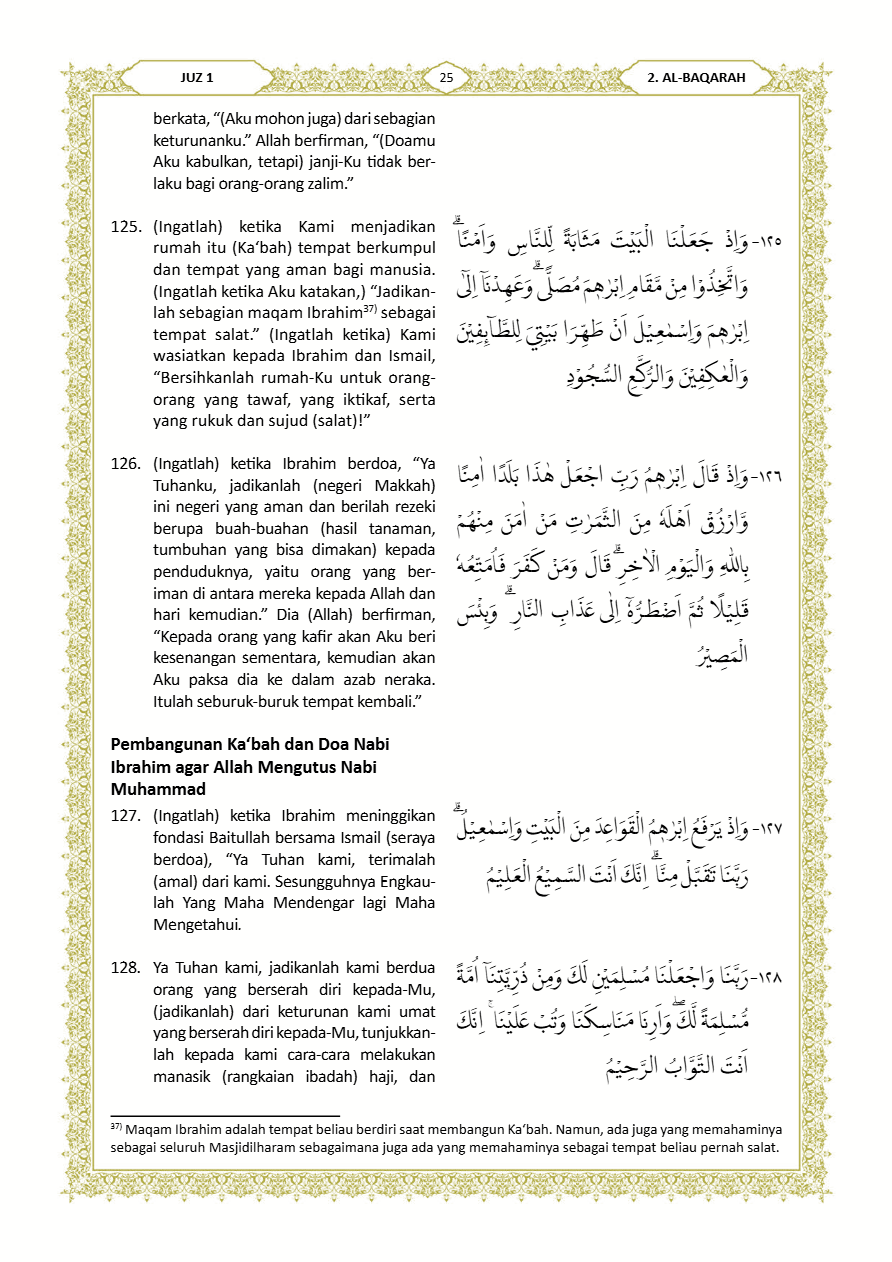 JUZ 1
25
2. AL-BAQARAH
berkata, “(Aku mohon juga) dari sebagian
keturunanku.” Allah berfirman, “(Doamu
Aku kabulkan, tetapi) janji-Ku tidak ber-
laku bagi orang-orang zalim.”
125. (Ingatlah) ketika Kami menjadikan
rumah itu (Ka‘bah) tempat berkumpul
dan tempat yang aman bagi manusia.
(Ingatlah ketika Aku katakan,) “Jadikan-
lah sebagian maqam Ibrahim³⁷⁾ sebagai
tempat salat.” (Ingatlah ketika) Kami
wasiatkan kepada Ibrahim dan Ismail,
“Bersihkanlah rumah-Ku untuk orang-
orang yang tawaf, yang iktikaf, serta
yang rukuk dan sujud (salat)!”
١٢٥- وَاِذْ جَعَلْنَا الْبَيْتَ مَثَابَةً لِّلنَّاسِ وَاَمْنًاۗ
وَاتَّخِذُوْا مِنْ مَّقَامِ اِبْرٰهٖمَ مُصَلًّىۗ وَعَهِدْنَآ اِلٰٓى
اِبْرٰهٖمَ وَاِسْمٰعِيْلَ اَنْ طَهِّرَا بَيْتِيَ لِلطَّاۤىِٕفِيْنَ
وَالْعٰكِفِيْنَ وَالرُّكَّعِ السُّجُوْدِ
126. (Ingatlah) ketika Ibrahim berdoa, “Ya
Tuhanku, jadikanlah (negeri Makkah)
ini negeri yang aman dan berilah rezeki
berupa buah-buahan (hasil tanaman,
tumbuhan yang bisa dimakan) kepada
penduduknya, yaitu orang yang ber-
iman di antara mereka kepada Allah dan
hari kemudian.” Dia (Allah) berfirman,
“Kepada orang yang kafir akan Aku beri
kesenangan sementara, kemudian akan
Aku paksa dia ke dalam azab neraka.
Itulah seburuk-buruk tempat kembali.”
١٢٦- وَاِذْ قَالَ اِبْرٰهٖمُ رَبِّ اجْعَلْ هٰذَا بَلَدًا اٰمِنًا
وَّارْزُقْ اَهْلَهٗ مِنَ الثَّمَرٰتِ مَنْ اٰمَنَ مِنْهُمْ
بِاللّٰهِ وَالْيَوْمِ الْاٰخِرِۗ قَالَ وَمَنْ كَفَرَ فَاُمَتِّعُهٗ
قَلِيْلًا ثُمَّ اَضْطَرُّهٗٓ اِلٰى عَذَابِ النَّارِۗ وَبِئْسَ
الْمَصِيْرُ
Pembangunan Ka‘bah dan Doa Nabi
Ibrahim agar Allah Mengutus Nabi
Muhammad
127. (Ingatlah) ketika Ibrahim meninggikan
fondasi Baitullah bersama Ismail (seraya
berdoa), “Ya Tuhan kami, terimalah
(amal) dari kami. Sesungguhnya Engkau-
lah Yang Maha Mendengar lagi Maha
Mengetahui.
١٢٧- وَاِذْ يَرْفَعُ اِبْرٰهٖمُ الْقَوَاعِدَ مِنَ الْبَيْتِ وَاِسْمٰعِيْلُۗ
رَبَّنَا تَقَبَّلْ مِنَّاۗ اِنَّكَ اَنْتَ السَّمِيْعُ الْعَلِيْمُ
128. Ya Tuhan kami, jadikanlah kami berdua
orang yang berserah diri kepada-Mu,
(jadikanlah) dari keturunan kami umat
yang berserah diri kepada-Mu, tunjukkan-
lah kepada kami cara-cara melakukan
manasik (rangkaian ibadah) haji, dan
١٢٨- رَبَّنَا وَاجْعَلْنَا مُسْلِمَيْنِ لَكَ وَمِنْ ذُرِّيَّتِنَآ اُمَّةً
مُّسْلِمَةً لَّكَۖ وَاَرِنَا مَنَاسِكَنَا وَتُبْ عَلَيْنَاۚ اِنَّكَ
اَنْتَ التَّوَّابُ الرَّحِيْمُ
³⁷⁾ Maqam Ibrahim adalah tempat beliau berdiri saat membangun Ka‘bah. Namun, ada juga yang memahaminya
sebagai seluruh Masjidilharam sebagaimana juga ada yang memahaminya sebagai tempat beliau pernah salat.